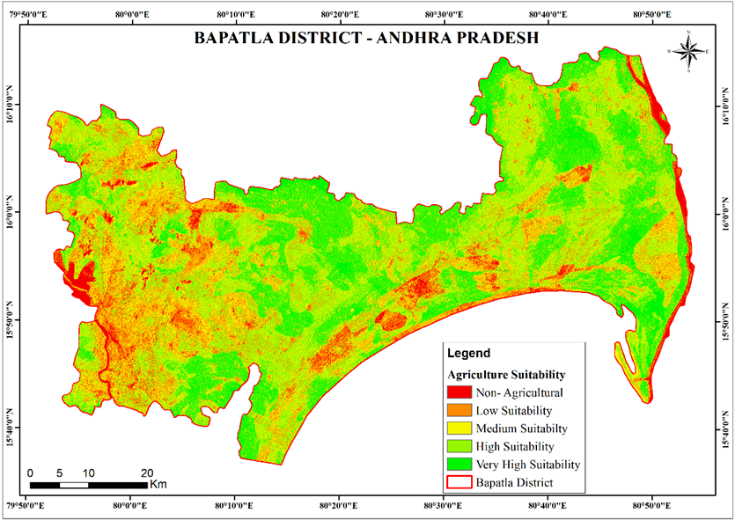 79°50'0"E 80°0'0"E 80°10'0"E 80°20'0"E 80°30'0"E 80°40'0"E 80°50'0"E
BAPATLA DISTRICT - ANDHRA PRADESH
N
W E
S
16°10'0"N 16°10'0"N
16°0'0"N 16°0'0"N
15°50'0"N 15°50'0"N
15°40'0"N 15°40'0"N
Legend
Agriculture Suitability
Non- Agricultural
Low Suitability
Medium Suitabilty
High Suitability
Very High Suitability
Bapatla District
0 5 10 20
Km
79°50'0"E 80°0'0"E 80°10'0"E 80°20'0"E 80°30'0"E 80°40'0"E 80°50'0"E